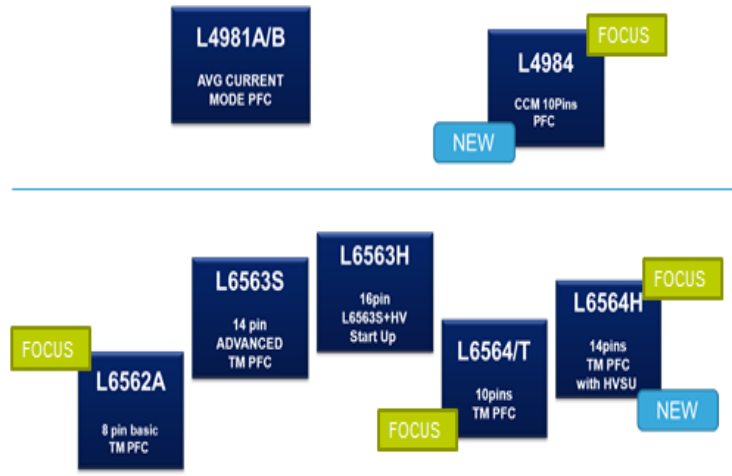 L4981A/B
AVG CURRENT
MODE PFC
FOCUS
L4984
CCM 10Pins
PFC
NEW
L6563H
16pin
L6563S+HV
Start Up
L6563S
14 pin
ADVANCED
TM PFC
FOCUS
L6564H
14pins
TM PFC
with HVSU
NEW
FOCUS
L6562A
8 pin basic
TM PFC
L6564/T
10pins
TM PFC
FOCUS